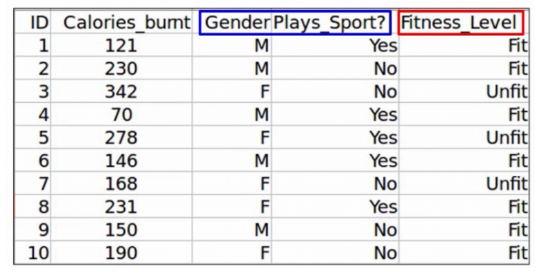 ID Calories_burnt Gender Plays_Sport? Fitness_Level
1 121 M Yes Fit
2 230 M No Fit
3 342 F No Unfit
4 70 M Yes Fit
5 278 F Yes Unfit
6 146 M Yes Fit
7 168 F No Unfit
8 231 F Yes Fit
9 150 M No Fit
10 190 F No Fit